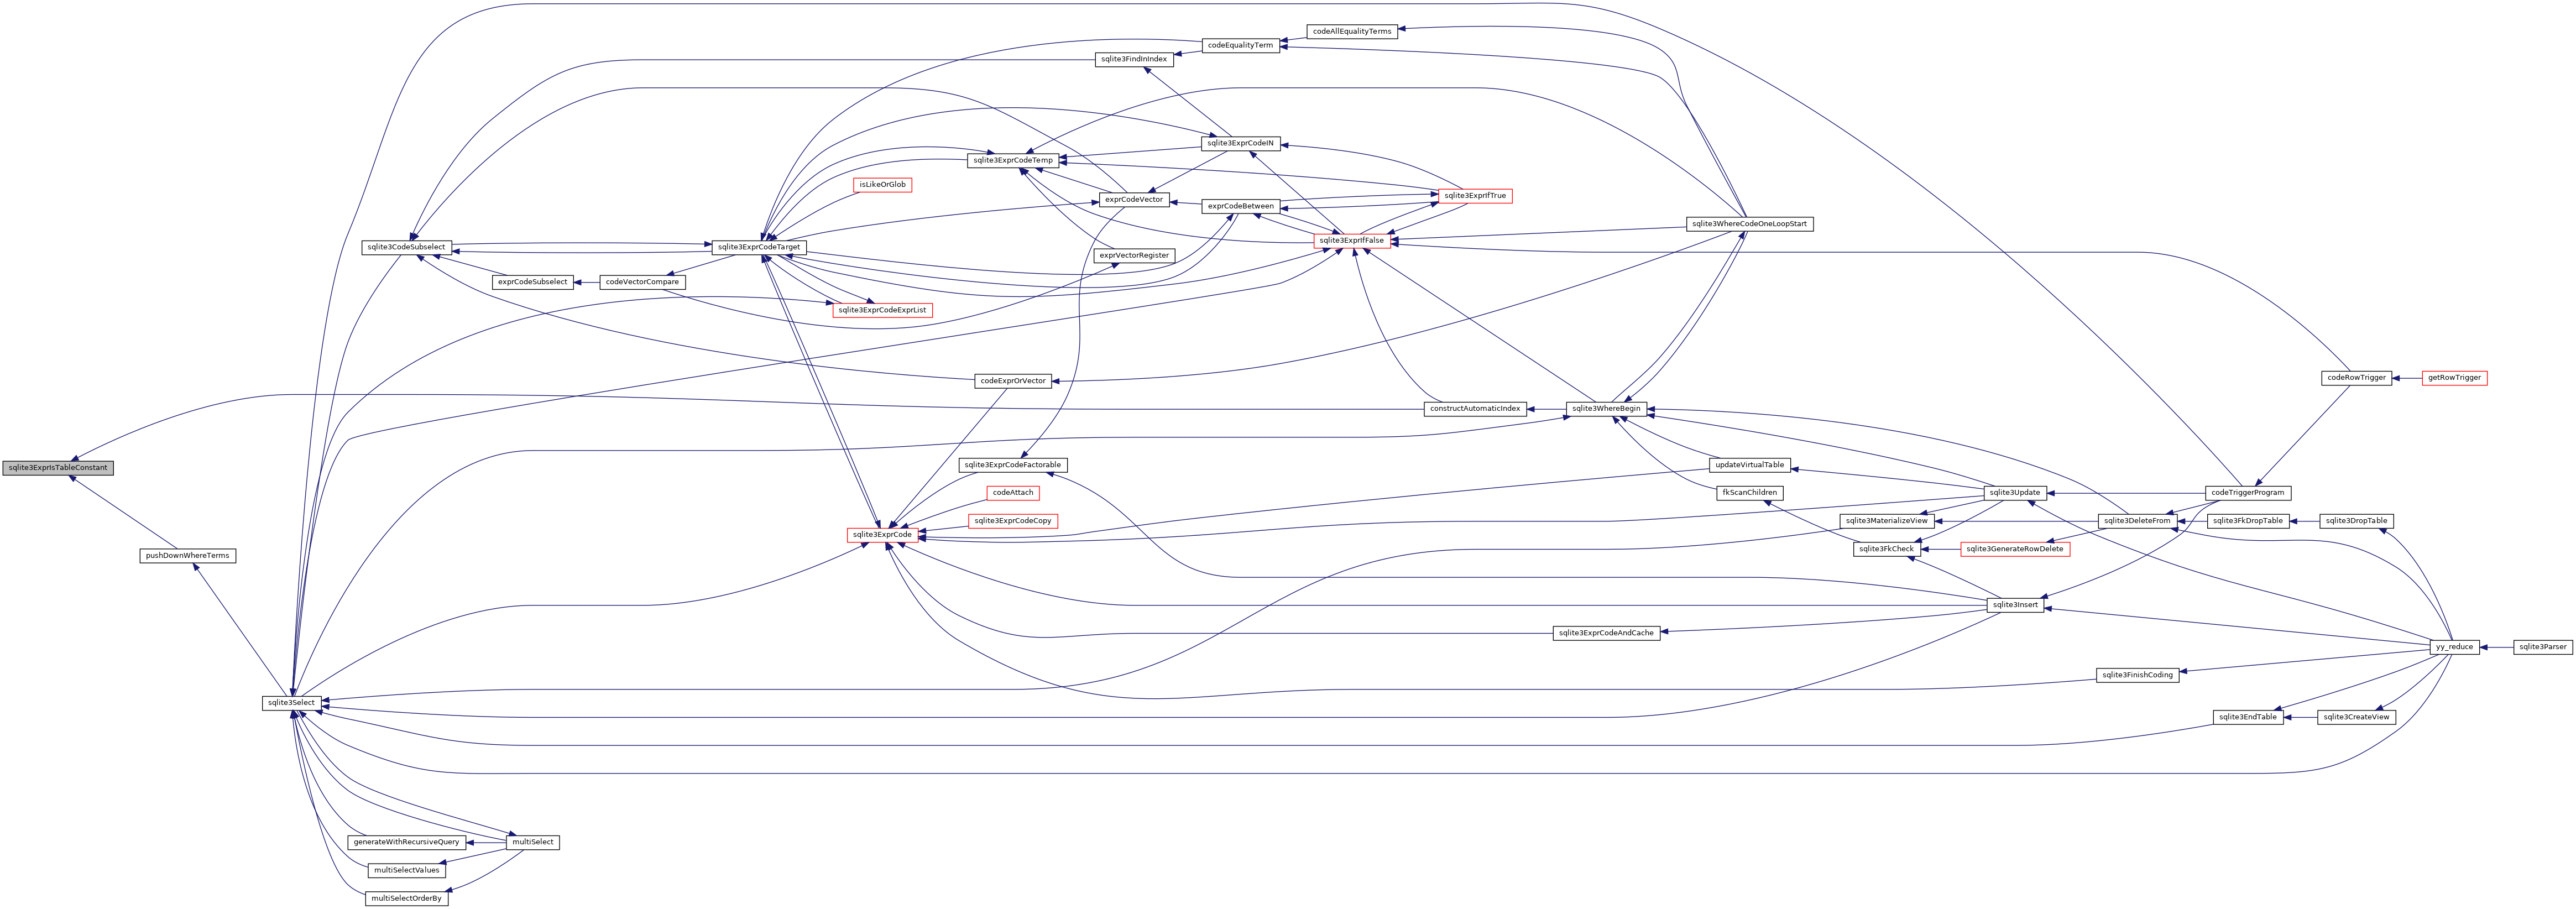 codeAllEqualityTerms
codeEqualityTerm
sqlite3FindInIndex
sqlite3ExprCodeIN
sqlite3ExprCodeTemp
isLikeOrGlob
sqlite3ExprIfTrue
exprCodeVector
exprCodeBetween
sqlite3WhereCodeOneLoopStart
sqlite3ExprIfFalse
sqlite3CodeSubselect
sqlite3ExprCodeTarget
exprVectorRegister
exprCodeSubselect
codeVectorCompare
sqlite3ExprCodeExprList
codeExprOrVector
codeRowTrigger
getRowTrigger
constructAutomaticIndex
sqlite3WhereBegin
sqlite3ExprIsTableConstant
sqlite3ExprCodeFactorable
updateVirtualTable
codeAttach
fkScanChildren
sqlite3Update
codeTriggerProgram
sqlite3ExprCodeCopy
sqlite3MaterializeView
sqlite3DeleteFrom
sqlite3FkDropTable
sqlite3DropTable
sqlite3ExprCode
sqlite3FkCheck
sqlite3GenerateRowDelete
pushDownWhereTerms
sqlite3Insert
sqlite3ExprCodeAndCache
yy_reduce
sqlite3Parser
sqlite3FinishCoding
sqlite3Select
sqlite3EndTable
sqlite3CreateView
generateWithRecursiveQuery
multiSelect
multiSelectValues
multiSelectOrderBy